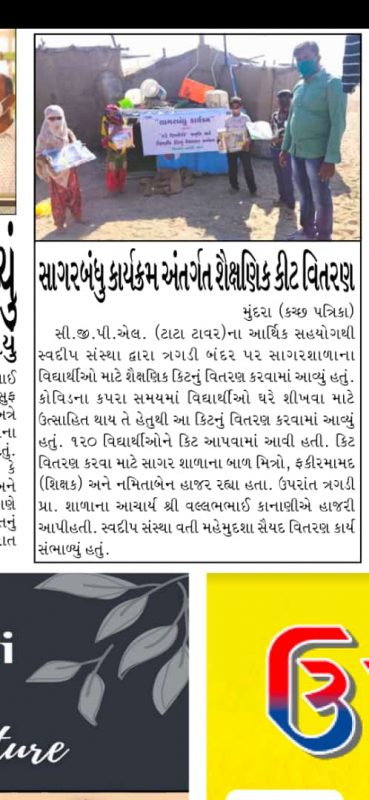 "સાગરબંધુ કાર્યક્રમ"
સાગરબંધુ કાર્યક્રમ અંતર્ગત શૈક્ષણિક કીટ વિતરણ
મુંદરા (કચ્છ પત્રિકા)
સી.જી.પી.એલ. (ટાટા ટાવર)ના આર્થિક સહયોગથી
સ્વદીપ સંસ્થા દ્વારા ત્રગડી બંદર પર સાગરશાળાના
વિદ્યાર્થીઓ માટે શૈક્ષણિક કિટનું વિતરણ કરવામાં આવ્યું હતું.
કોવિડના કપરા સમયમાં વિદ્યાર્થીઓ ઘરે શીખવા માટે
ઉત્સાહિત થાય તે હેતુથી આ કિટનું વિતરણ કરવામાં આવ્યું
હતું. ૧૨૦ વિદ્યાર્થીઓને કિટ આપવામાં આવી હતી. કિટ
વિતરણ કરવા માટે સાગર શાળાના બાળ મિત્રો, ફકીરમામદ
(શિક્ષક) અને નમિતાબેન હાજર રહ્યા હતા. ઉપરાંત ત્રગડી
પ્રા. શાળાના આચાર્ય શ્રી વલ્લભભાઈ કાનાણીએ હાજરી
આપીહતી. સ્વદીપ સંસ્થા વતી મહેમુદશા સૈયદ વિતરણ કાર્ય
સંભાળ્યું હતું.